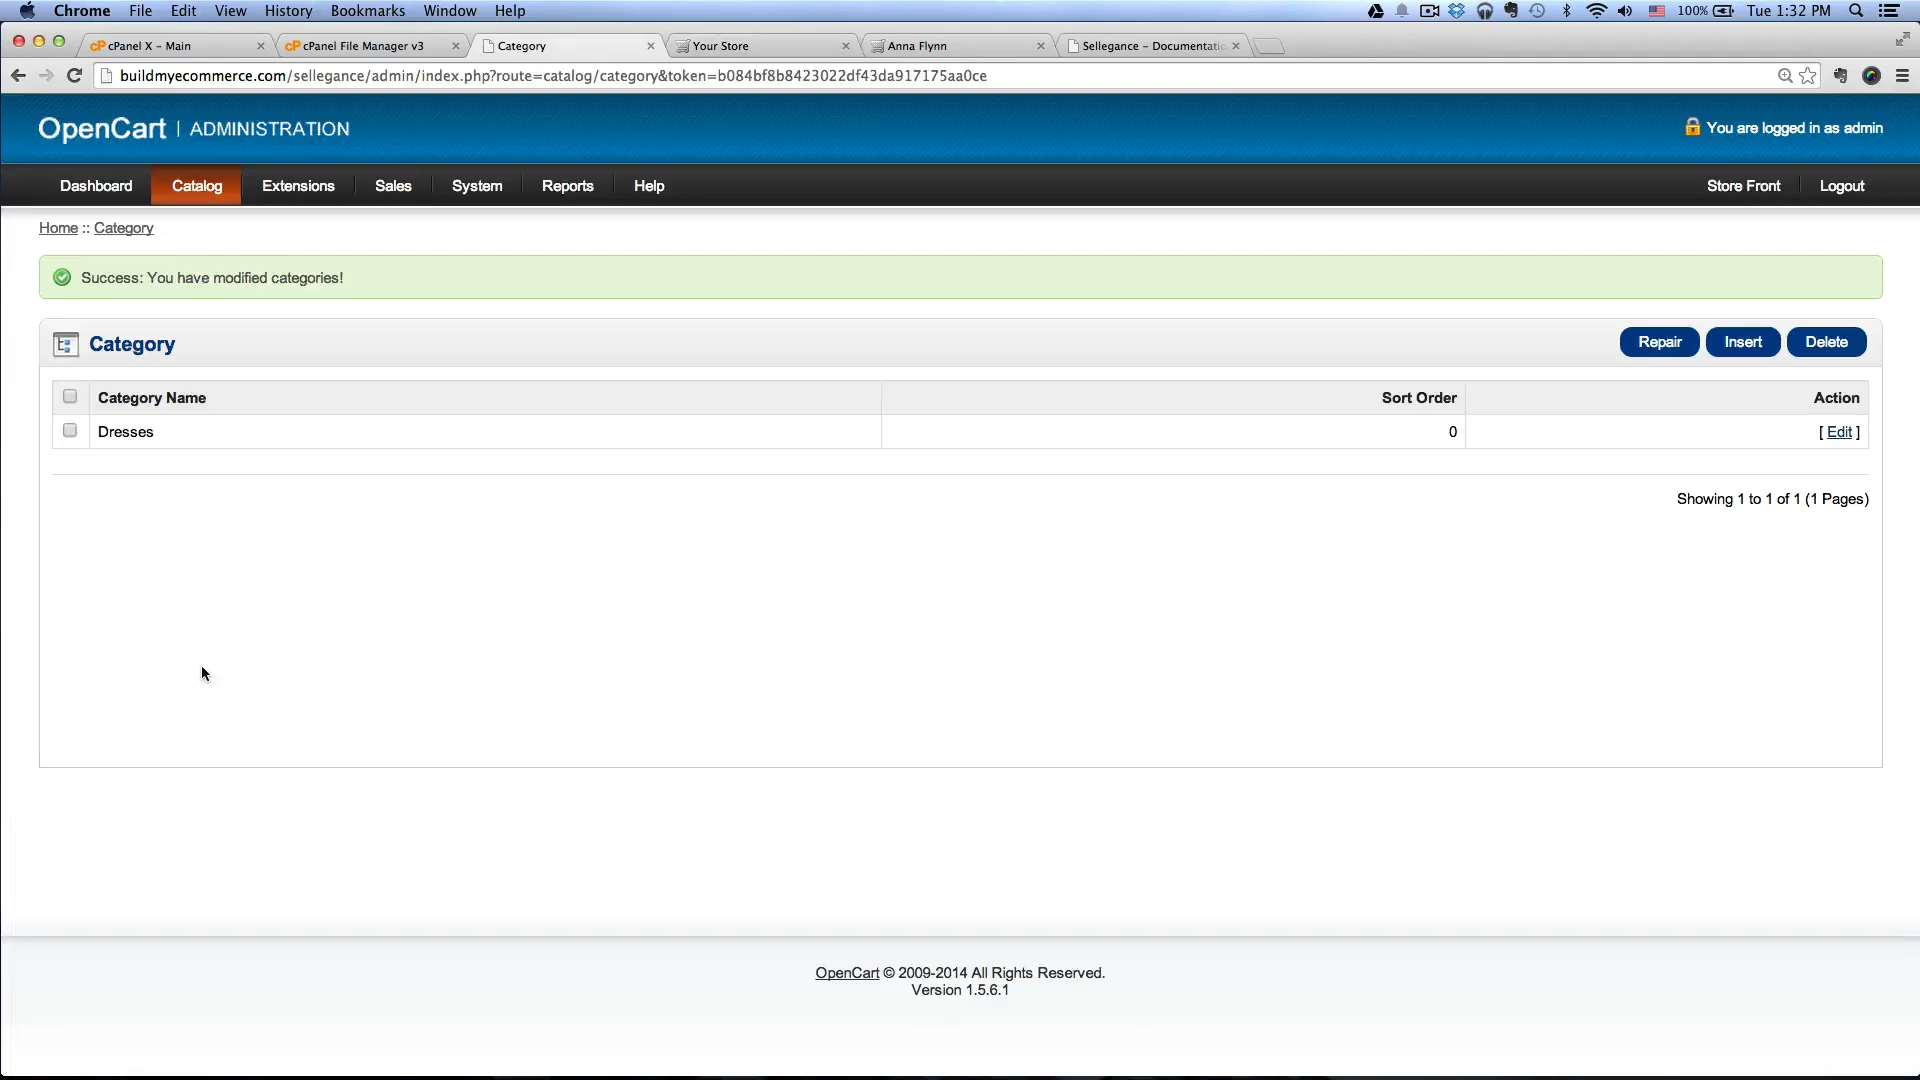 Chrome File Edit View History Bookmarks Window Help 100% Tue 1:32 PM
cPanel X - Main cPanel File Manager v3 Category Your Store Anna Flynn Sellegance - Documentatio
buildmyecommerce.com/sellegance/admin/index.php?route=catalog/category&token=b084bf8b8423022df43da917175aa0ce
OpenCart | ADMINISTRATION You are logged in as admin
Dashboard Catalog Extensions Sales System Reports Help Store Front Logout
Home :: Category
Success: You have modified categories!
Category Repair Insert Delete
Category Name Sort Order Action
Dresses 0 [ Edit ]
Showing 1 to 1 of 1 (1 Pages)
OpenCart © 2009-2014 All Rights Reserved.
Version 1.5.6.1